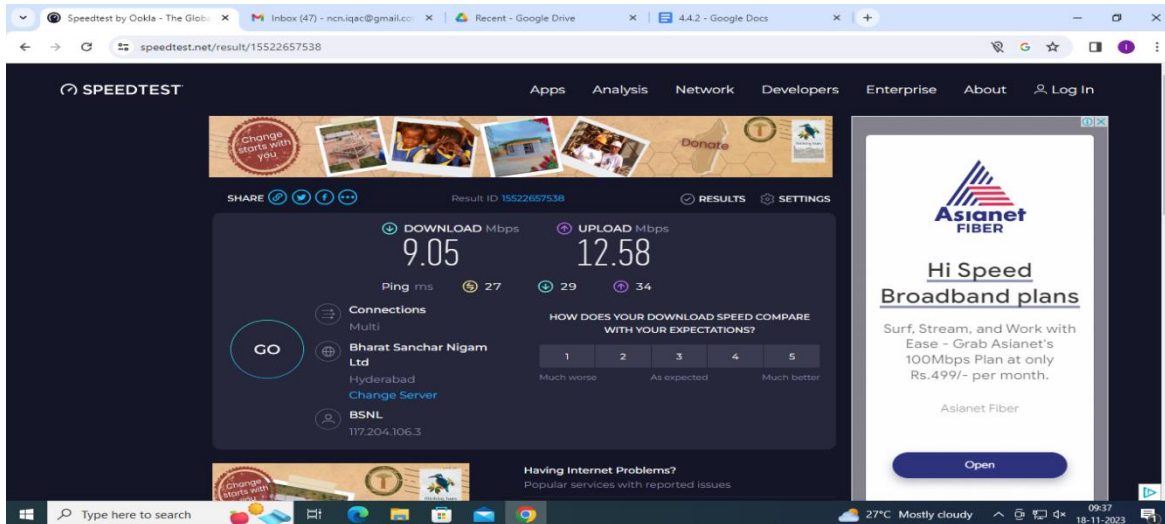 Speedtest by Ookla - The Glob
Inbox (47) - ncn.iqac@gmail.co
Recent - Google Drive
4.4.2 - Google Docs
speedtest.net/result/15522657538
SPEEDTEST
Apps Analysis Network Developers Enterprise About Log In
Change
starts with
you
Donate
SHARE
Result ID 15522657538
RESULTS SETTINGS
DOWNLOAD Mbps
9.05
UPLOAD Mbps
12.58
Ping ms 27 29 34
Connections
Multi
Bharat Sanchar Nigam
Ltd
Hyderabad
Change Server
BSNL
117.204.106.3
GO
HOW DOES YOUR DOWNLOAD SPEED COMPARE
WITH YOUR EXPECTATIONS?
1 2 3 4 5
Much worse As expected Much better
Change
starts with
Having Internet Problems?
Popular services with reported issues
Asianet
FIBER
Hi Speed
Broadband plans
Surf, Stream, and Work with
Ease - Grab Asianet's
100Mbps Plan at only
Rs.499/- per month.
Asianet Fiber
Open
Type here to search
27°C Mostly cloudy
09:37
18-11-2023